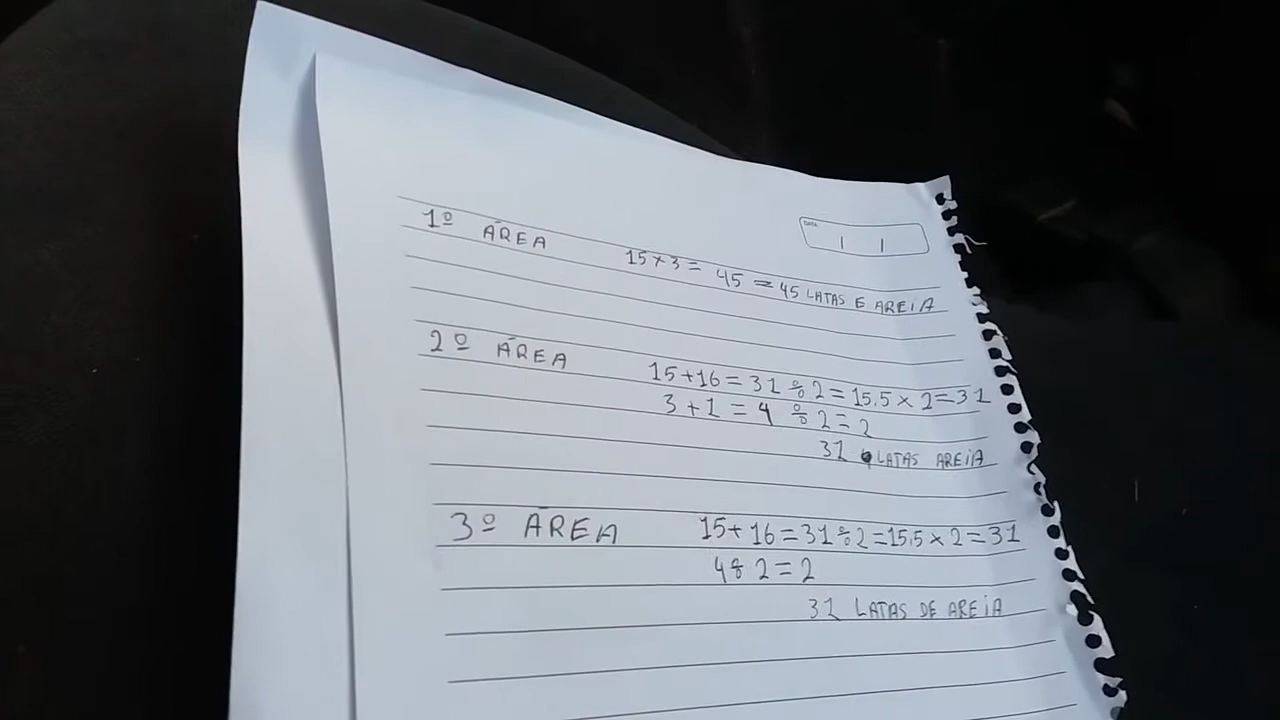 DATA
1º ÁREA 15×3= 45 = 45 LATAS E AREIA
2º ÁREA 15+16=31÷2=15,5×2=31
3+1=4÷2=2
31 LATAS AREIA
3º ÁREA 15+16=31÷2=15,5×2=31
4÷2=2
31 LATAS DE AREIA